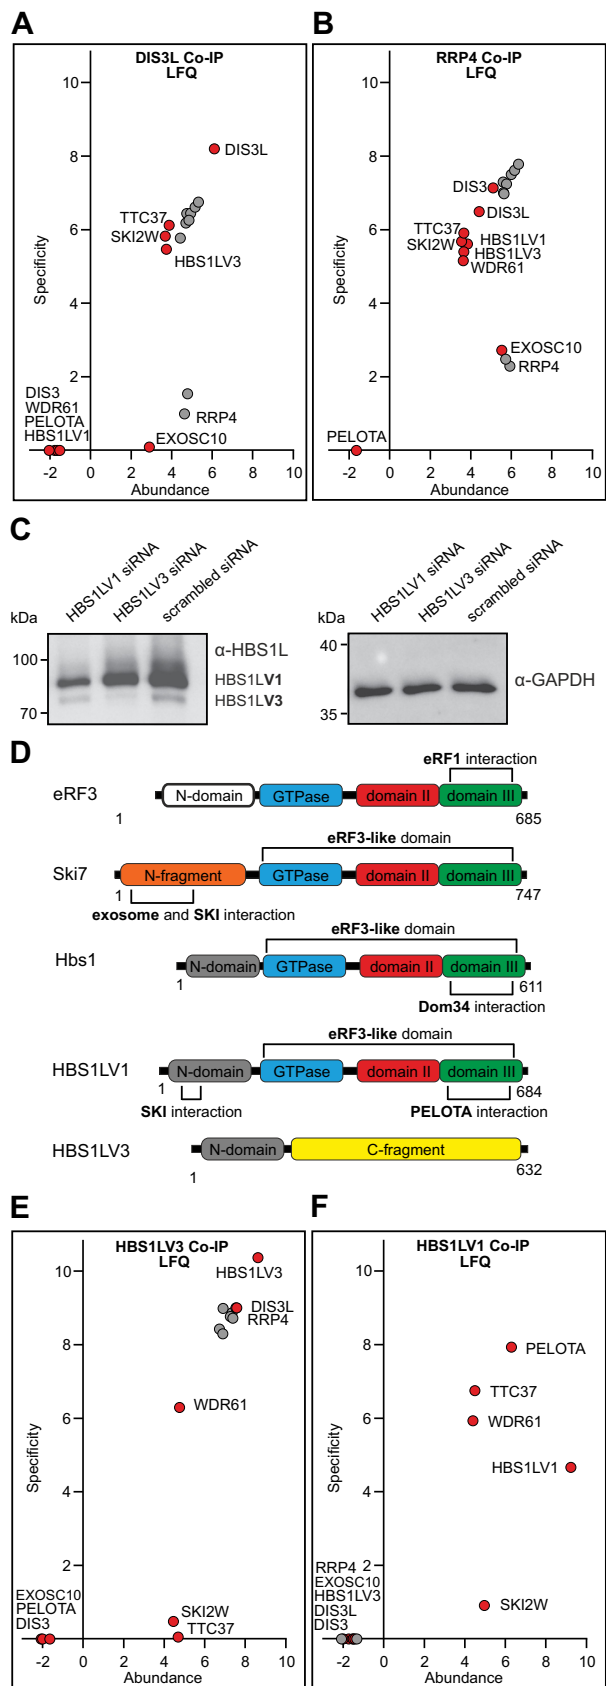 A
DIS3L Co-IP
LFQ
10
8
6
4
2
Specificity
DIS3L
TTC37
SKI2W
HBS1LV3
RRP4
EXOSC10
DIS3
WDR61
PELOTA
HBS1LV1
-2 0 2 4 6 8 10
Abundance
B
RRP4 Co-IP
LFQ
10
8
6
4
2
Specificity
DIS3
DIS3L
TTC37
SKI2W
HBS1LV1
HBS1LV3
WDR61
EXOSC10
RRP4
PELOTA
-2 0 2 4 6 8 10
Abundance
C
HBS1LV1 siRNA
HBS1LV3 siRNA
scrambled siRNA
kDa
100
70
α-HBS1L
HBS1LV1
HBS1LV3
HBS1LV1 siRNA
HBS1LV3 siRNA
scrambled siRNA
kDa
40
35
α-GAPDH
D
eRF1 interaction
eRF3
N-domain GTPase domain II domain III
1 685
eRF3-like domain
Ski7
N-fragment GTPase domain II domain III
1 747
exosome and SKI interaction
eRF3-like domain
Hbs1
N-domain GTPase domain II domain III
1 611
Dom34 interaction
eRF3-like domain
HBS1LV1
N-domain GTPase domain II domain III
1 684
SKI interaction PELOTA interaction
HBS1LV3
N-domain C-fragment
1 632
E
HBS1LV3 Co-IP
LFQ
10
8
6
4
2
Specificity
HBS1LV3
DIS3L
RRP4
WDR61
SKI2W
TTC37
EXOSC10
PELOTA
DIS3
-2 0 2 4 6 8 10
Abundance
F
HBS1LV1 Co-IP
LFQ
10
8
6
4
2
Specificity
PELOTA
TTC37
WDR61
HBS1LV1
SKI2W
RRP4
EXOSC10
HBS1LV3
DIS3L
DIS3
-2 0 2 4 6 8 10
Abundance